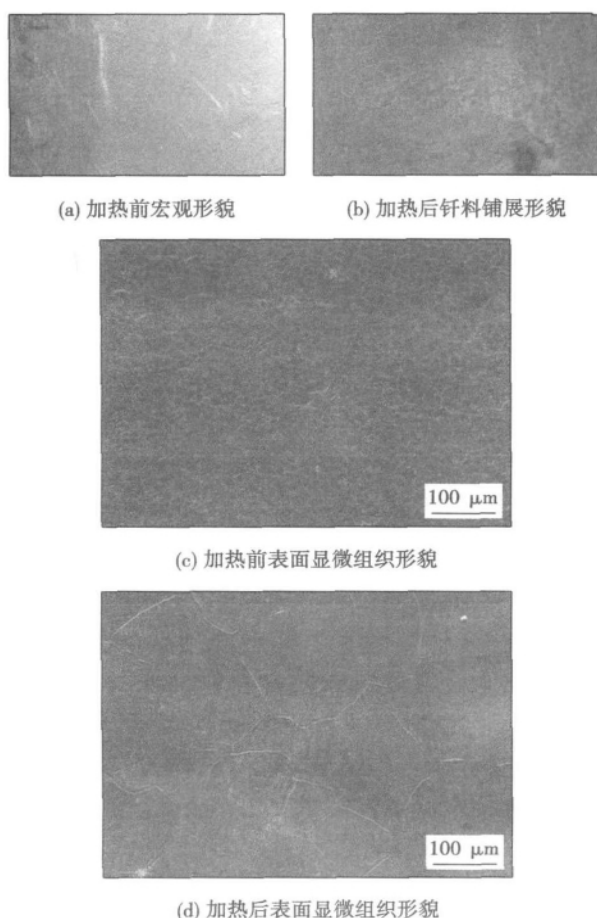 (a) 加热前宏观形貌
(b) 加热后钎料铺展形貌
100 μm
(c) 加热前表面显微组织形貌
100 μm
(d) 加热后表面显微组织形貌